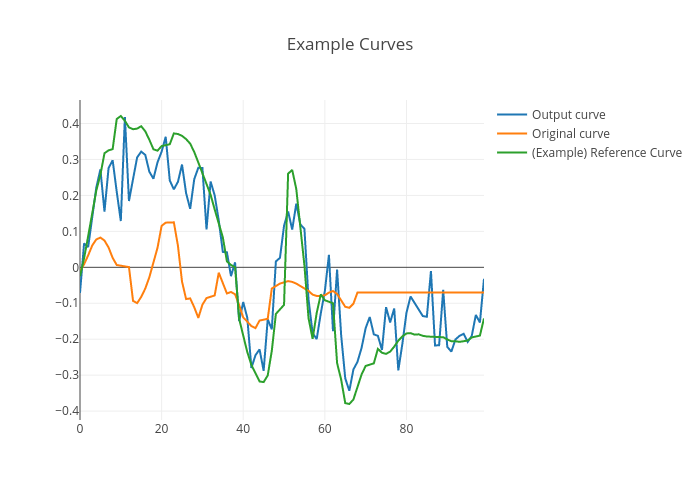 Example Curves
Output curve
Original curve
(Example) Reference Curve
0.4
0.3
0.2
0.1
0
−0.1
−0.2
−0.3
−0.4
0 20 40 60 80